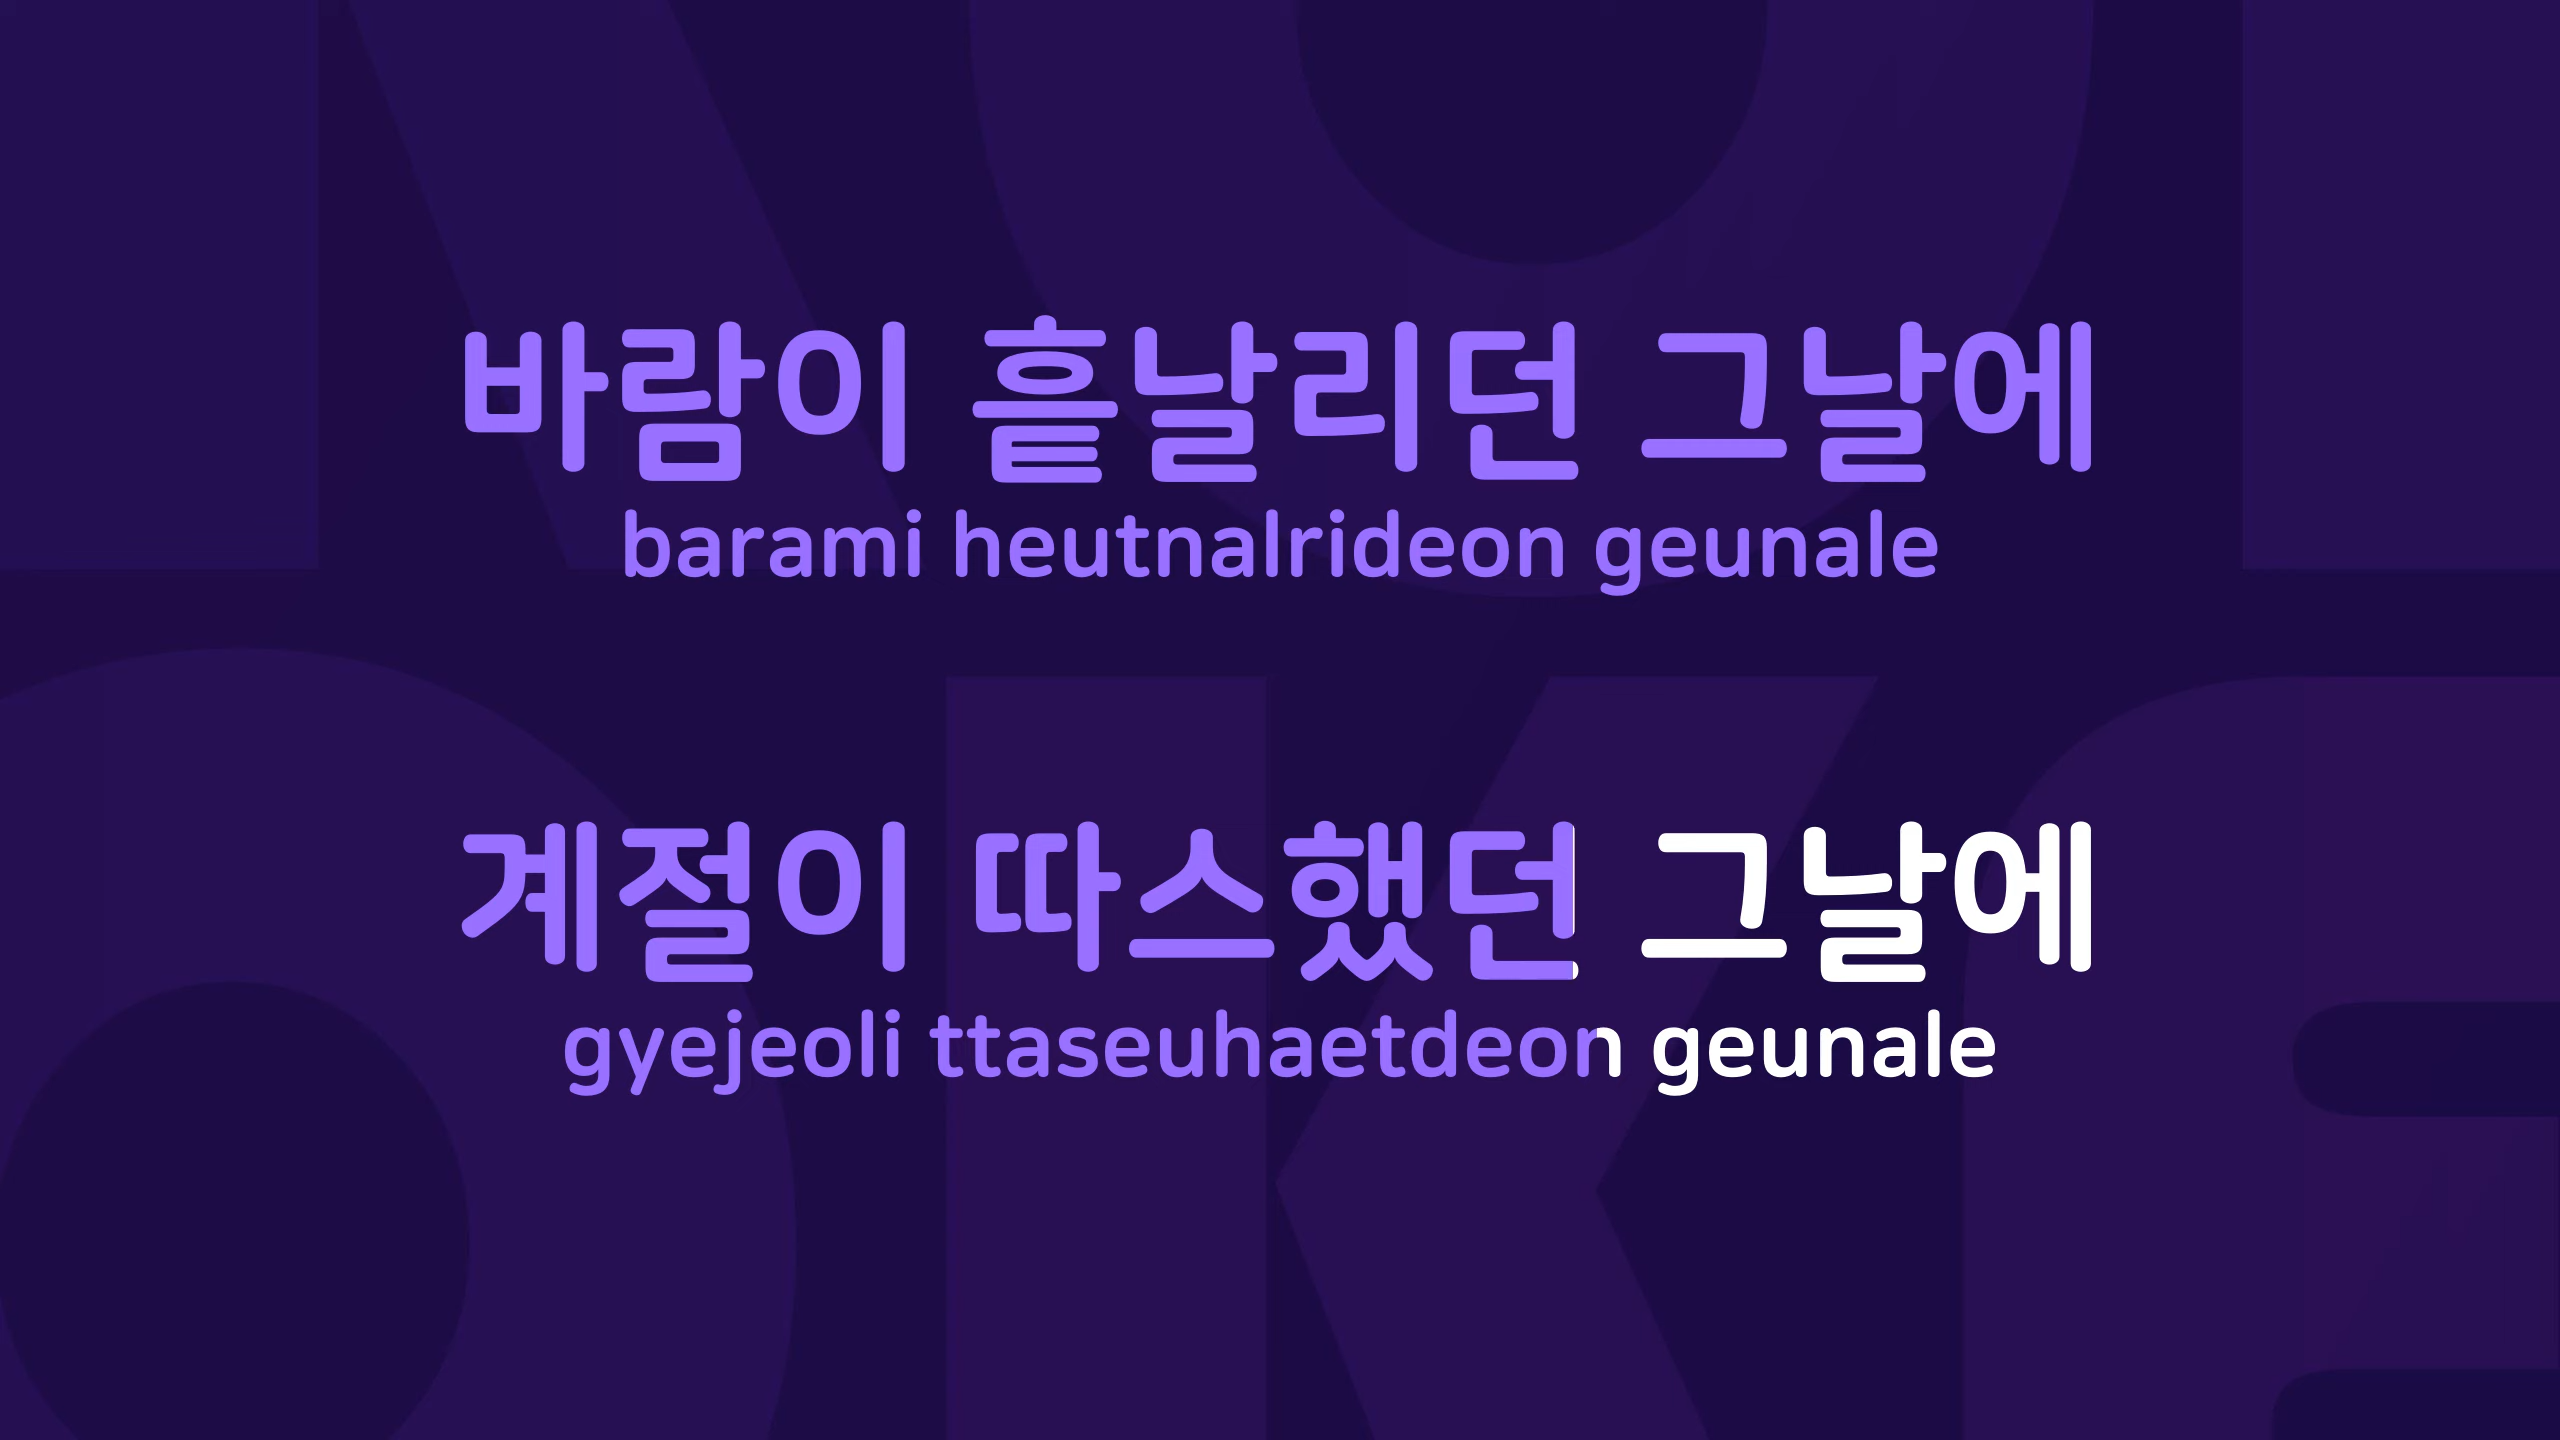 바람이 흩날리던 그날에
barami heutnalrideon geunale
계절이 따스했던 그날에
gyejeoli ttaseuhaetdeon geunale